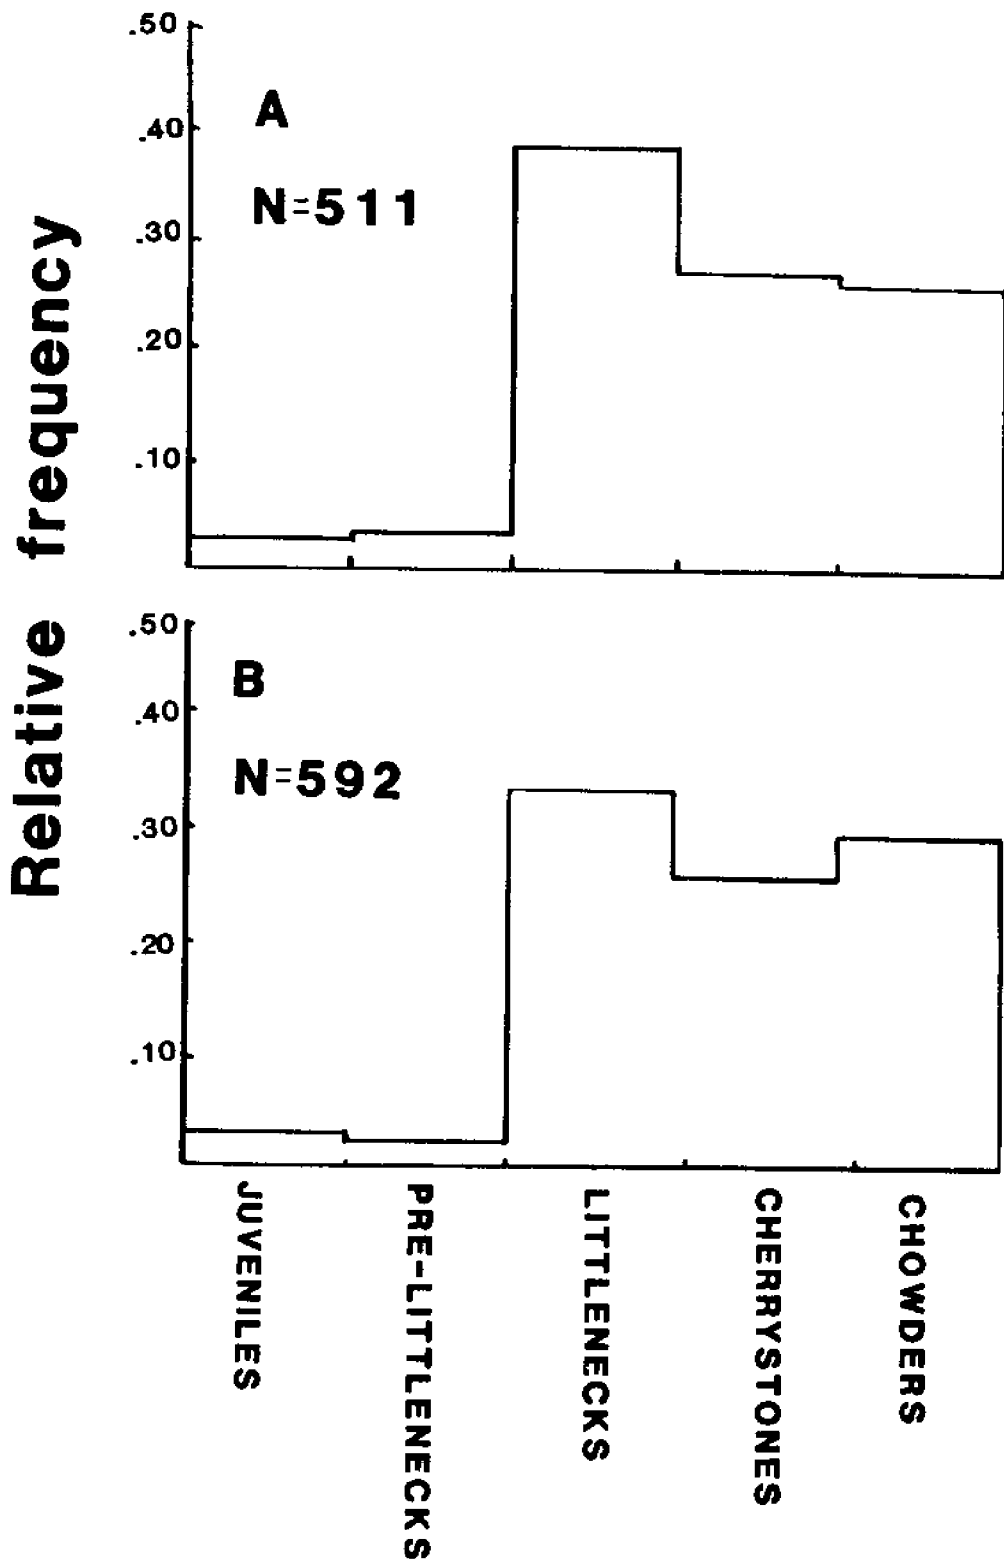 Relative frequency
.50
A
.40
N=511
.30
.20
.10
.50
B
.40
N=592
.30
.20
.10
JUVENILES
PRE-LITTLENECKS
LITTLENECKS
CHERRYSTONES
CHOWDERS